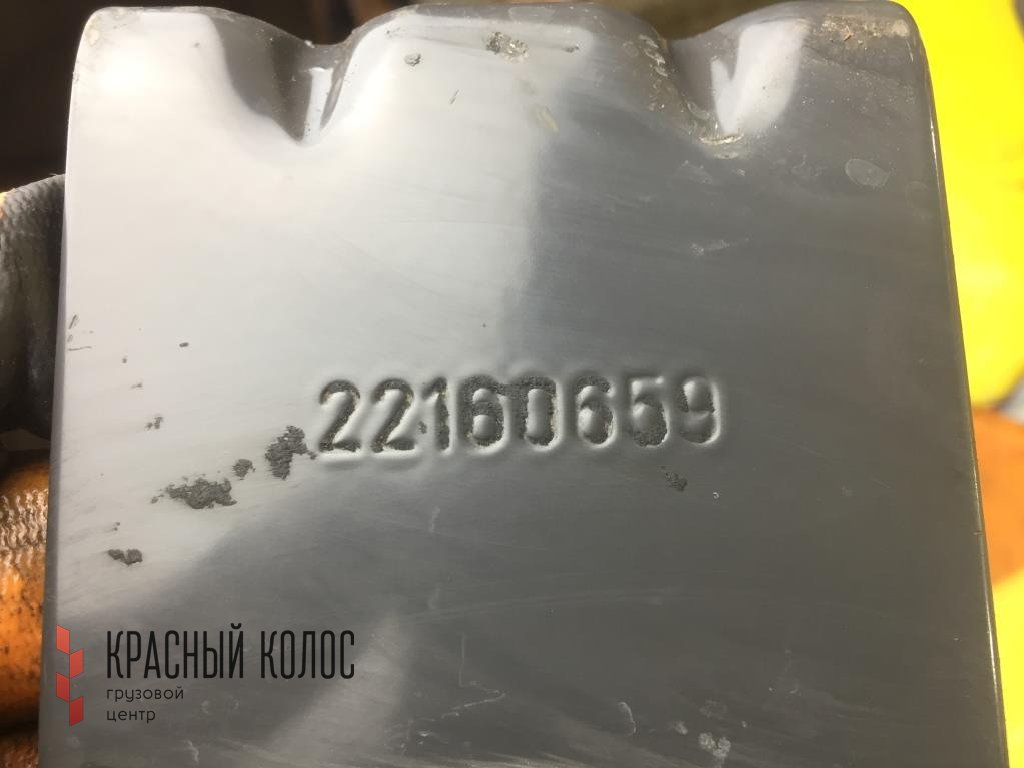 22160659
КРАСНЫЙ КОЛОС
грузовой
центр